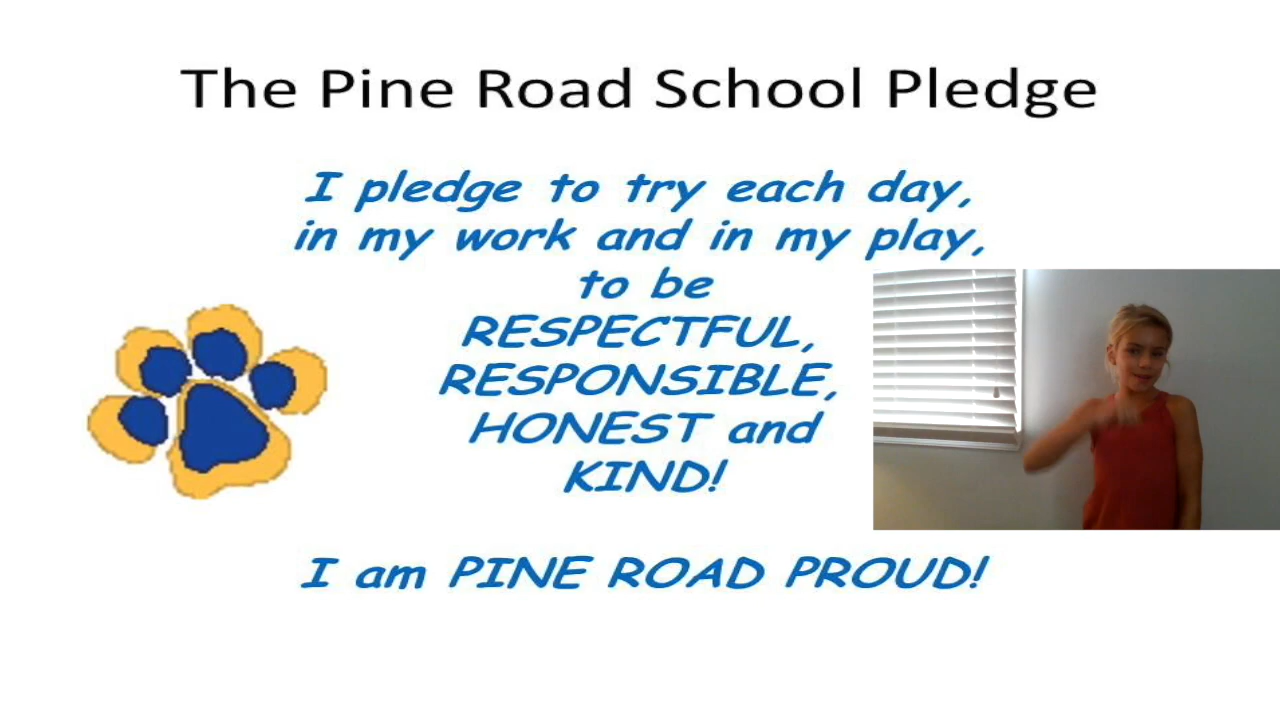 The Pine Road School Pledge
I pledge to try each day,
in my work and in my play,
to be
RESPECTFUL,
RESPONSIBLE,
HONEST and
KIND!
I am PINE ROAD PROUD!